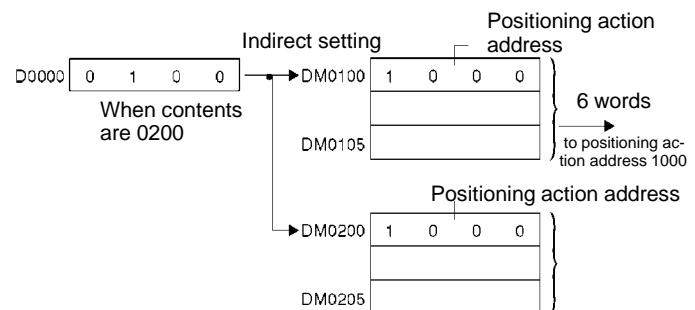 Positioning action
address
Indirect setting
D0000 0 1 0 0
DM0100 1 0 0 0
When contents
are 0200
6 words
DM0105
to positioning ac-
tion address 1000
Positioning action address
DM0200 1 0 0 0
DM0205